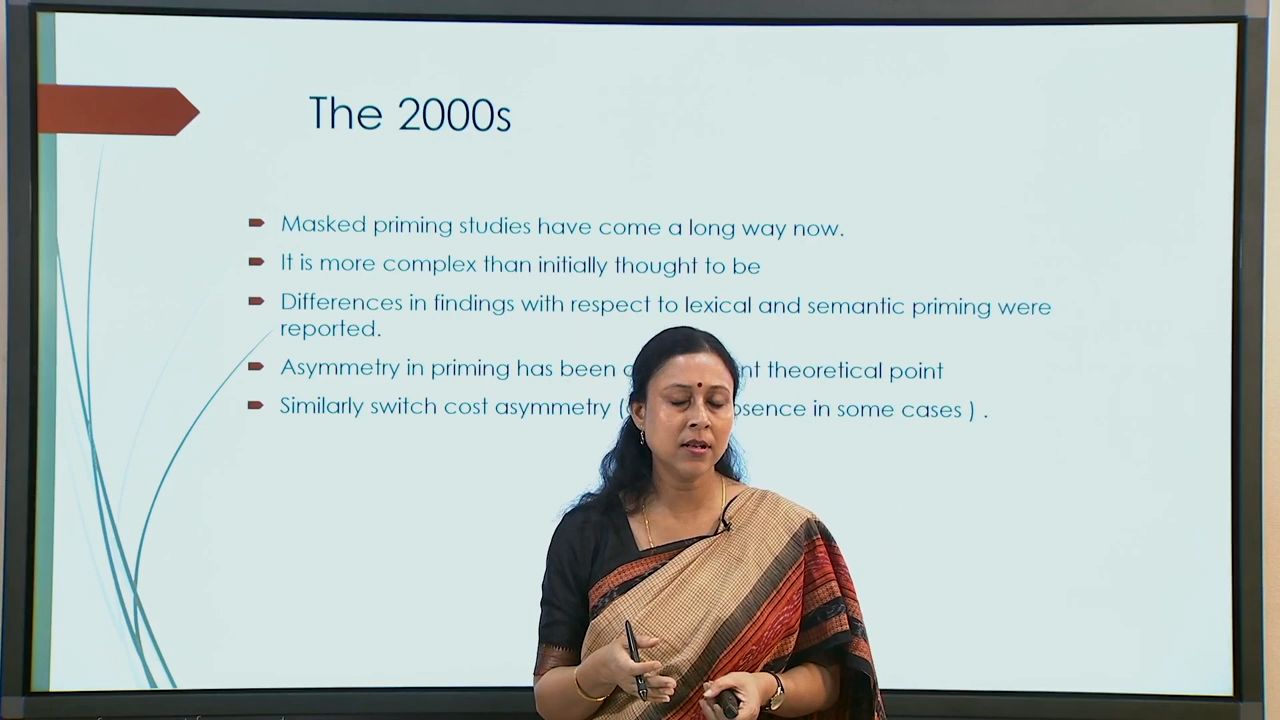 The 2000s
Masked priming studies have come a long way now.
It is more complex than initially thought to be
Differences in findings with respect to lexical and semantic priming were
reported.
Asymmetry in priming has been theoretical point
Similarly switch cost asymmetry ( in some cases ) .